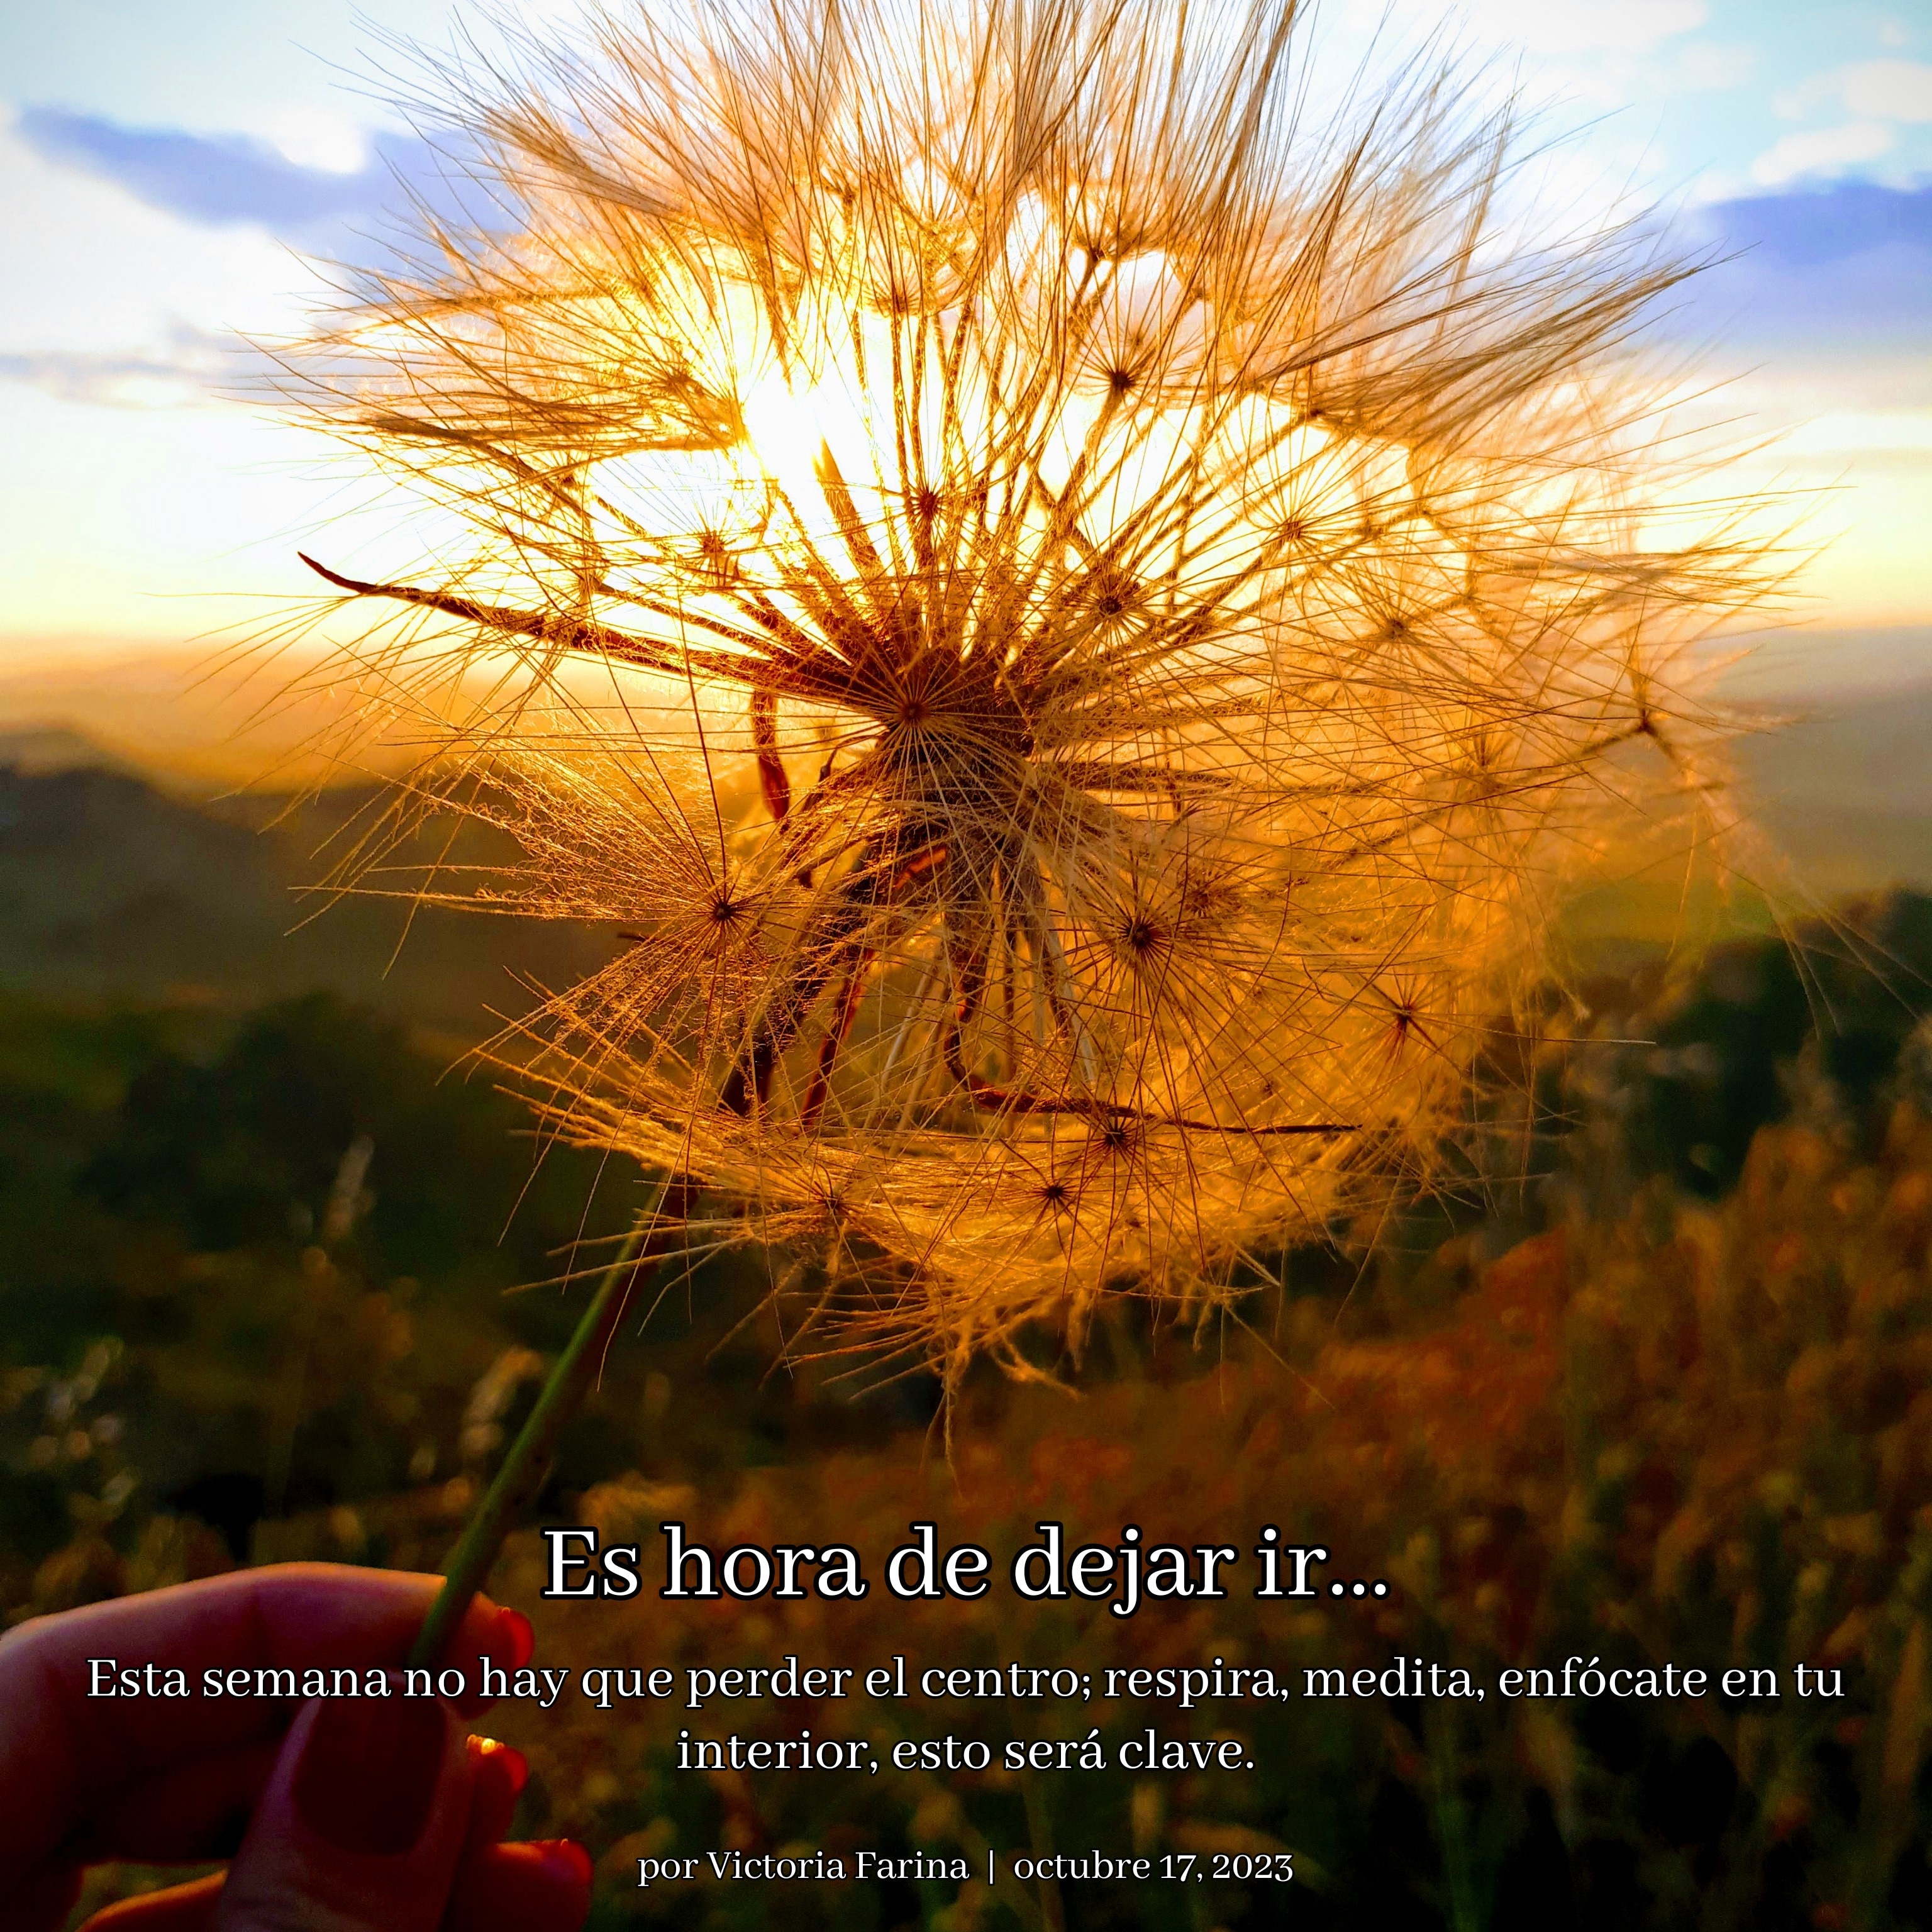 Es hora de dejar ir...
Esta semana no hay que perder el centro; respira, medita, enfócate en tu
interior, esto será clave.
por Victoria Farina | octubre 17, 2023